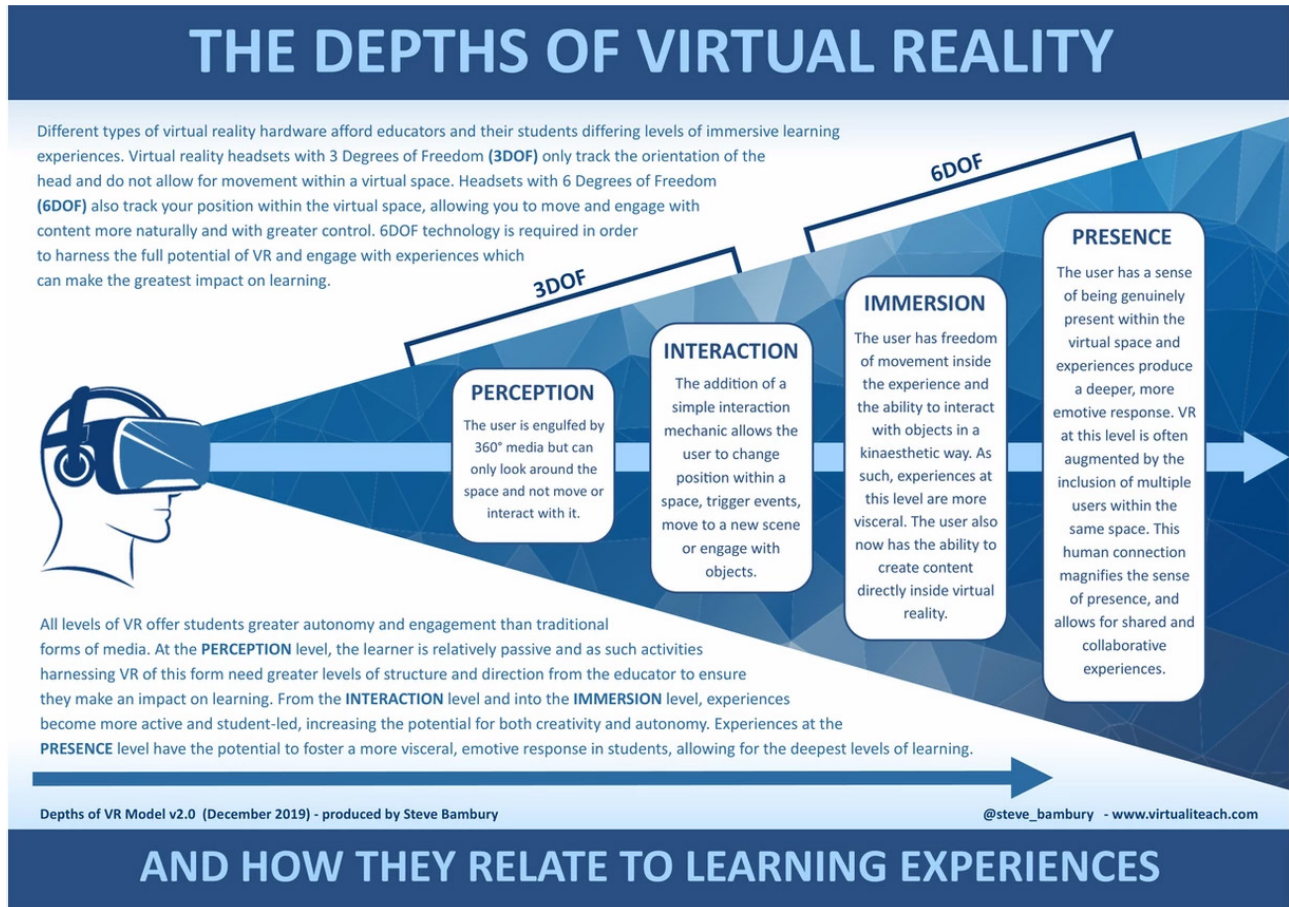 THE DEPTHS OF VIRTUAL REALITY
Different types of virtual reality hardware afford educators and their students differing levels of immersive learning
experiences. Virtual reality headsets with 3 Degrees of Freedom (3DOF) only track the orientation of the
head and do not allow for movement within a virtual space. Headsets with 6 Degrees of Freedom
(6DOF) also track your position within the virtual space, allowing you to move and engage with
content more naturally and with greater control. 6DOF technology is required in order
to harness the full potential of VR and engage with experiences which
can make the greatest impact on learning.
3DOF
6DOF
PERCEPTION
The user is engulfed by
360° media but can
only look around the
space and not move or
interact with it.
INTERACTION
The addition of a
simple interaction
mechanic allows the
user to change
position within a
space, trigger events,
move to a new scene
or engage with
objects.
IMMERSION
The user has freedom
of movement inside
the experience and
the ability to interact
with objects in a
kinaesthetic way. As
such, experiences at
this level are more
visceral. The user also
now has the ability to
create content
directly inside virtual
reality.
PRESENCE
The user has a sense
of being genuinely
present within the
virtual space and
experiences produce
a deeper, more
emotive response. VR
at this level is often
augmented by the
inclusion of multiple
users within the
same space. This
human connection
magnifies the sense
of presence, and
allows for shared and
collaborative
experiences.
All levels of VR offer students greater autonomy and engagement than traditional
forms of media. At the PERCEPTION level, the learner is relatively passive and as such activities
harnessing VR of this form need greater levels of structure and direction from the educator to ensure
they make an impact on learning. From the INTERACTION level and into the IMMERSION level, experiences
become more active and student-led, increasing the potential for both creativity and autonomy. Experiences at the
PRESENCE level have the potential to foster a more visceral, emotive response in students, allowing for the deepest levels of learning.
Depths of VR Model v2.0 (December 2019) - produced by Steve Bambury
@steve_bambury - www.virtualiteach.com
AND HOW THEY RELATE TO LEARNING EXPERIENCES